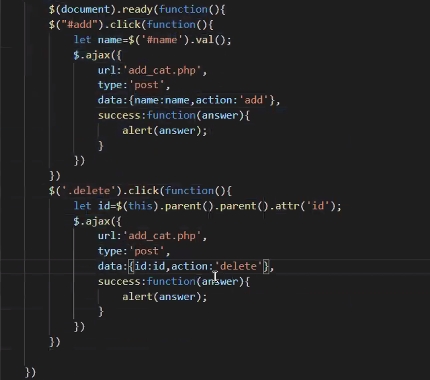 $(document).ready(function(){
$("#add").click(function(){
let name=$('#name').val();
$.ajax({
url:'add_cat.php',
type:'post',
data:{name:name,action:'add'},
success:function(answer){
alert(answer);
}
})
})
$('.delete').click(function(){
let id=$(this).parent().parent().attr('id');
$.ajax({
url:'add_cat.php',
type:'post',
data:{id:id,action:'delete'},
success:function(answer){
alert(answer);
}
})
})
})